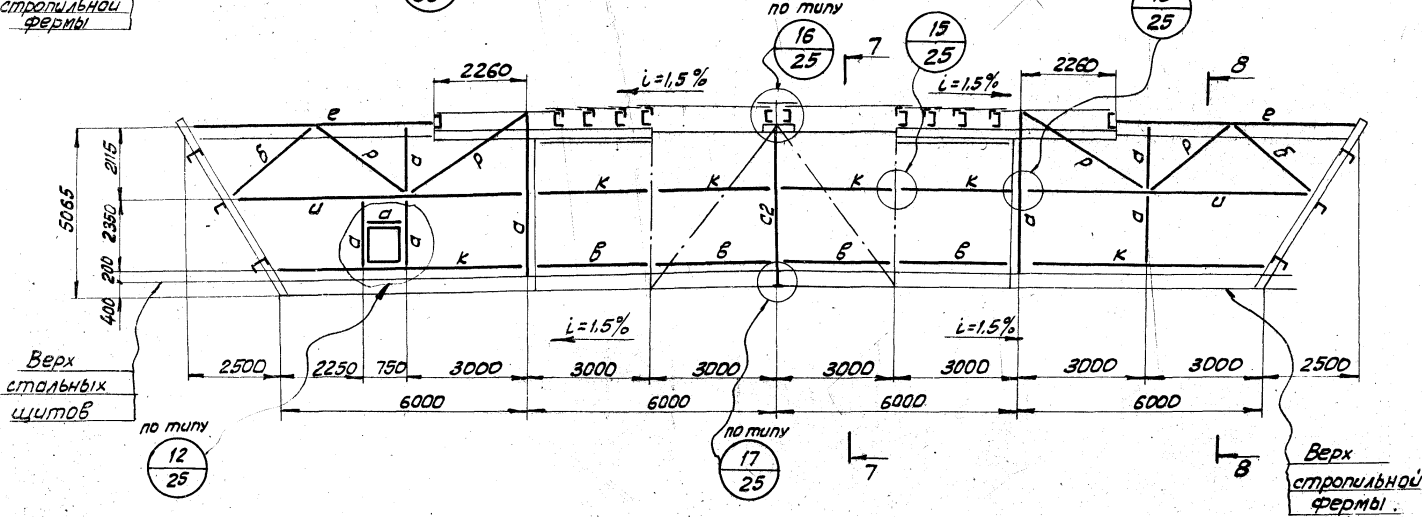 стропильной
фермы
по типу
16
25
15
25
25
7
8
2260
i=1,5%
i=1,5%
2260
е
б
р
а
р
к
к
к
к
р
а
р
б
е
и
и
а
а
а
а
с2
а
а
к
в
в
в
в
к
5065
2115
2350
200
400
i=1,5%
i=1,5%
Верх
стальных
щитов
2500
2250
750
3000
3000
3000
3000
3000
3000
3000
2500
6000
6000
6000
6000
по типу
12
25
по типу
17
25
7
8
Верх
стропильной
фермы.